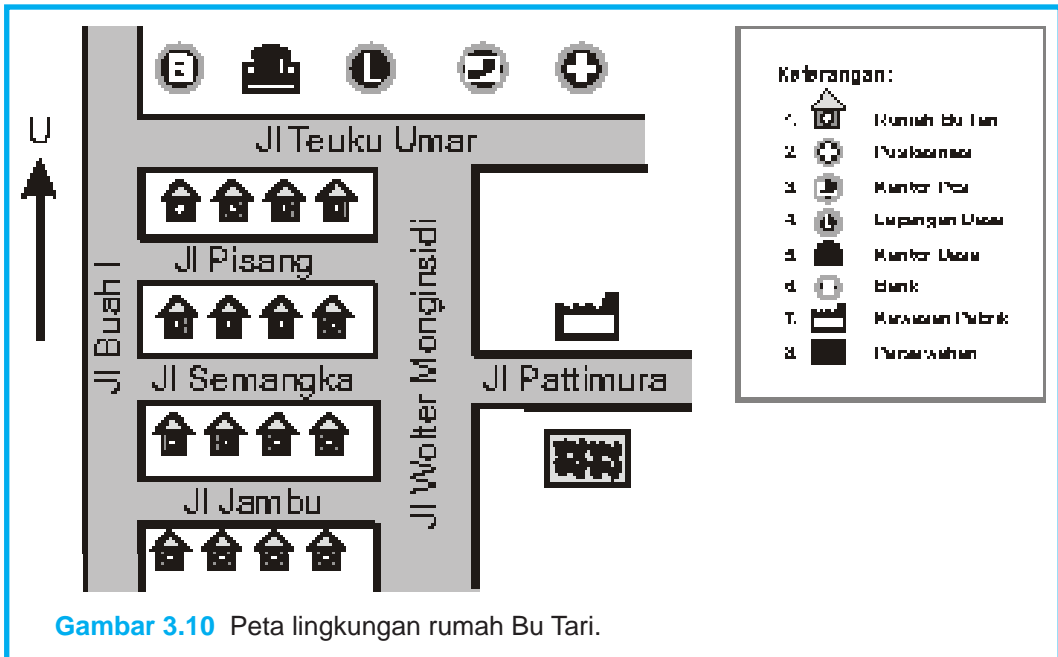 U
E
L
Jl Teuku Umar
Jl Pisang
Jl Buah I
Jl Semangka
Jl Wolter Monginsidi
Jl Pattimura
Jl Jambu
Keterangan:
1. Rumah Bu Tari
2. Puskesmas
3. Kantor Pos
4. Lapangan Desa
5. Kantor Desa
6. Bank
7. Kawasan Pabrik
8. Persawahan
Gambar 3.10 Peta lingkungan rumah Bu Tari.